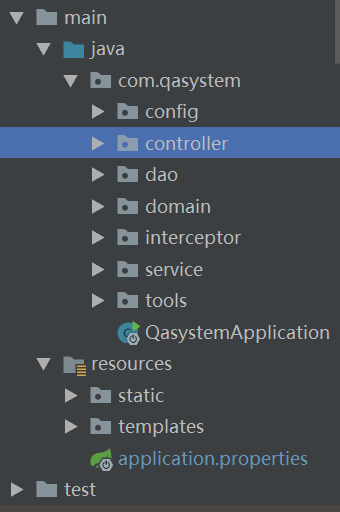 main
java
com.qasystem
config
controller
dao
domain
interceptor
service
tools
QasystemApplication
resources
static
templates
application.properties
test